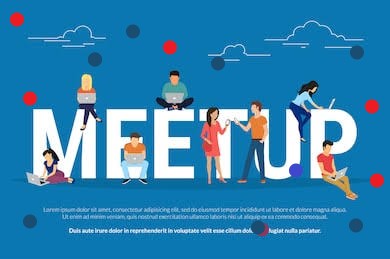 MEETUP
Lorem ipsum dolor sit amet, consectetur adipiscing elit, sed do eiusmod tempor
incididunt ut labore et dolore magna aliqua. Ut enim ad minim veniam, quis nostrud
exercitation ullamco laboris nisi ut aliquip ex ea commodo consequat.
Duis aute irure dolor in reprehenderit in voluptate velit esse cillum fugiat nulla pariatur.